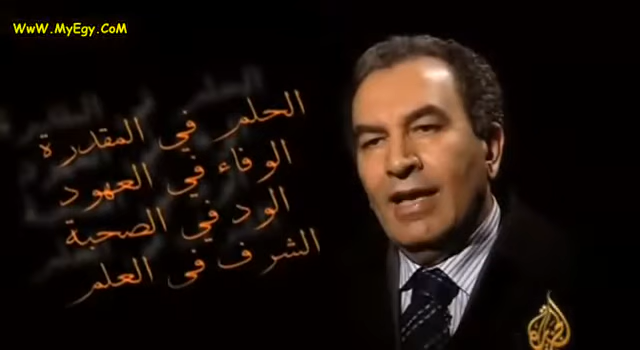 WwW.MyEgy.CoM
الحلم في المقدرة
الوفاء في العهود
الود في الصحبة
الشرف في العلم